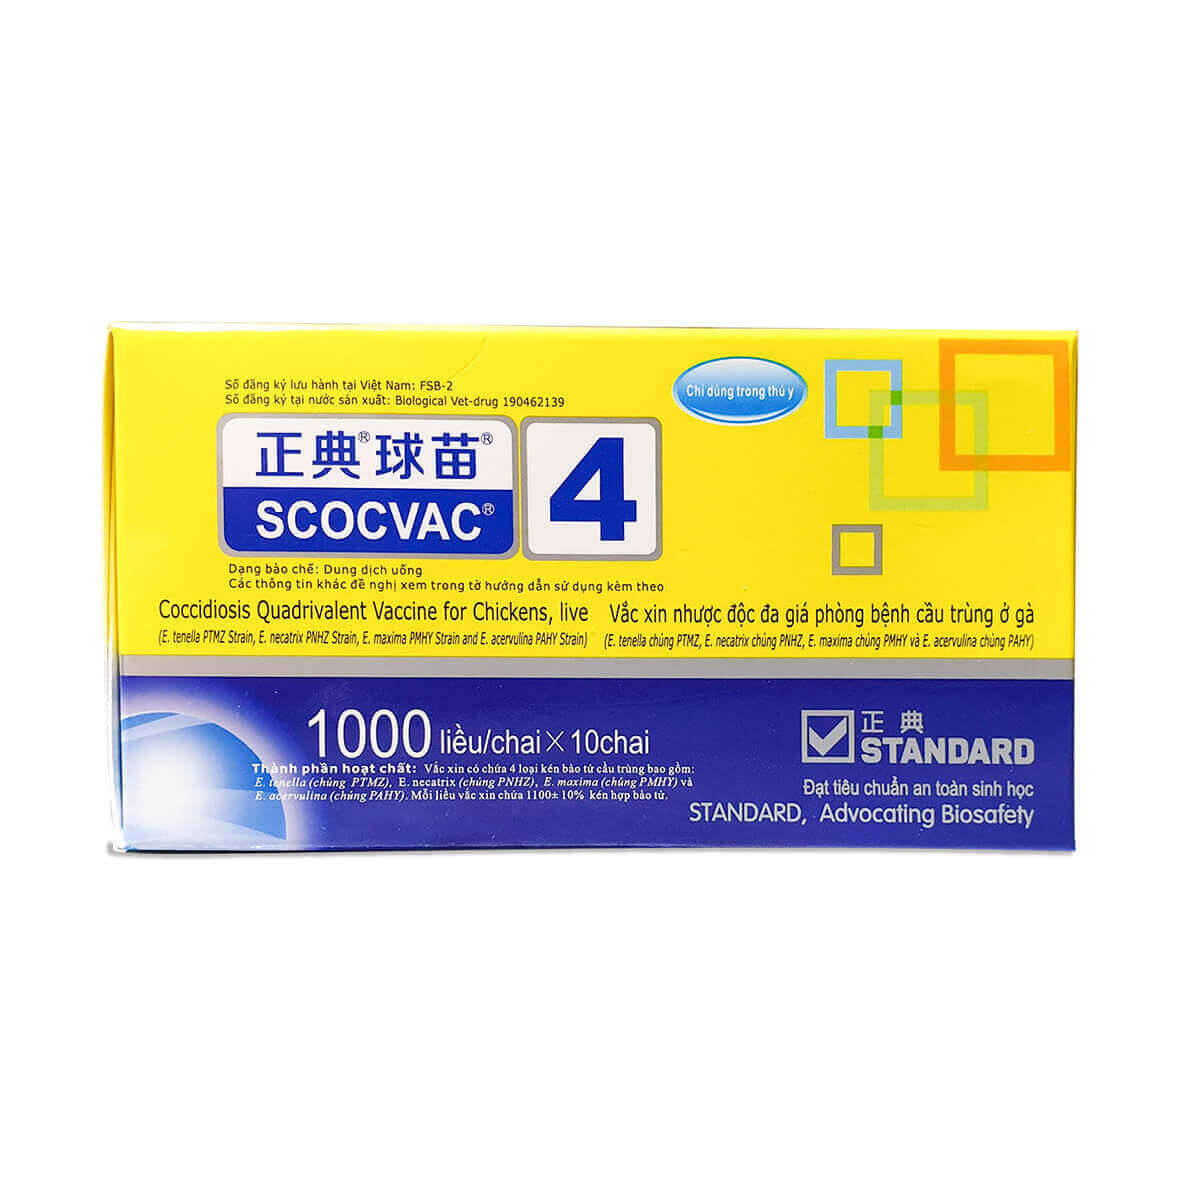 Số đăng ký lưu hành tại Việt Nam: FSB-2
Số đăng ký tại nước sản xuất: Biological Vet-drug 190462139
Chỉ dùng trong thú y
正典®球苗®
SCOCVAC®
4
Dạng bào chế: Dung dịch uống
Các thông tin khác đề nghị xem trong tờ hướng dẫn sử dụng kèm theo
Coccidiosis Quadrivalent Vaccine for Chickens, live
(E. tenella PTMZ Strain, E. necatrix PNHZ Strain, E. maxima PMHY Strain and E. acervulina PAHY Strain)
Vắc xin nhược độc đa giá phòng bệnh cầu trùng ở gà
(E. tenella chủng PTMZ, E. necatrix chủng PNHZ, E. maxima chủng PMHY và E. acervulina chủng PAHY)
1000 liều/chai×10chai
Thành phần hoạt chất: Vắc xin có chứa 4 loại kén bào tử cầu trùng bao gồm:
E. tenella (chủng PTMZ), E. necatrix (chủng PNHZ), E. maxima (chủng PMHY) và
E. acervulina (chủng PAHY). Mỗi liều vắc xin chứa 1100± 10% kén hợp bào tử.
正典
STANDARD
Đạt tiêu chuẩn an toàn sinh học
STANDARD, Advocating Biosafety